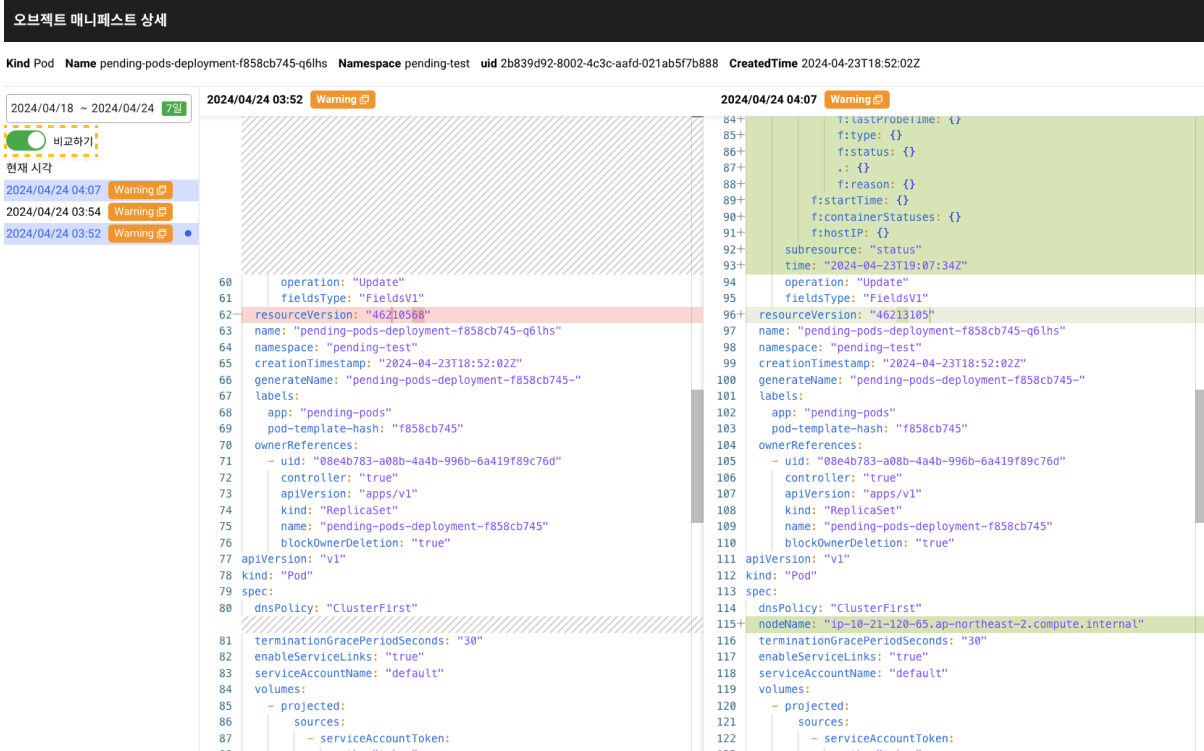 오브젝트 매니페스트 상세
Kind Pod Name pending-pods-deployment-f858cb745-q6lhs Namespace pending-test uid 2b839d92-8002-4c3c-aafd-021ab5f7b888 CreatedTime 2024-04-23T18:52:02Z
2024/04/18 ~ 2024/04/24 7일
비교하기
현재 시각
2024/04/24 04:07 Warning
2024/04/24 03:54 Warning
2024/04/24 03:52 Warning
2024/04/24 03:52 Warning
60 operation: "Update"
61 fieldsType: "FieldsV1"
62- resourceVersion: "46210568"
63 name: "pending-pods-deployment-f858cb745-q6lhs"
64 namespace: "pending-test"
65 creationTimestamp: "2024-04-23T18:52:02Z"
66 generateName: "pending-pods-deployment-f858cb745-"
67 labels:
68 app: "pending-pods"
69 pod-template-hash: "f858cb745"
70 ownerReferences:
71 - uid: "08e4b783-a08b-4a4b-996b-6a419f89c76d"
72 controller: "true"
73 apiVersion: "apps/v1"
74 kind: "ReplicaSet"
75 name: "pending-pods-deployment-f858cb745"
76 blockOwnerDeletion: "true"
77 apiVersion: "v1"
78 kind: "Pod"
79 spec:
80 dnsPolicy: "ClusterFirst"
81 terminationGracePeriodSeconds: "30"
82 enableServiceLinks: "true"
83 serviceAccountName: "default"
84 volumes:
85 - projected:
86 sources:
87 - serviceAccountToken:
2024/04/24 04:07 Warning
84+ f:lastProbeTime: {}
85+ f:type: {}
86+ f:status: {}
87+ .: {}
88+ f:reason: {}
89+ f:startTime: {}
90+ f:containerStatuses: {}
91+ f:hostIP: {}
92+ subresource: "status"
93+ time: "2024-04-23T19:07:34Z"
94 operation: "Update"
95 fieldsType: "FieldsV1"
96+ resourceVersion: "46213105"
97 name: "pending-pods-deployment-f858cb745-q6lhs"
98 namespace: "pending-test"
99 creationTimestamp: "2024-04-23T18:52:02Z"
100 generateName: "pending-pods-deployment-f858cb745-"
101 labels:
102 app: "pending-pods"
103 pod-template-hash: "f858cb745"
104 ownerReferences:
105 - uid: "08e4b783-a08b-4a4b-996b-6a419f89c76d"
106 controller: "true"
107 apiVersion: "apps/v1"
108 kind: "ReplicaSet"
109 name: "pending-pods-deployment-f858cb745"
110 blockOwnerDeletion: "true"
111 apiVersion: "v1"
112 kind: "Pod"
113 spec:
114 dnsPolicy: "ClusterFirst"
115+ nodeName: "ip-10-21-120-65.ap-northeast-2.compute.internal"
116 terminationGracePeriodSeconds: "30"
117 enableServiceLinks: "true"
118 serviceAccountName: "default"
119 volumes:
120 - projected:
121 sources:
122 - serviceAccountToken: